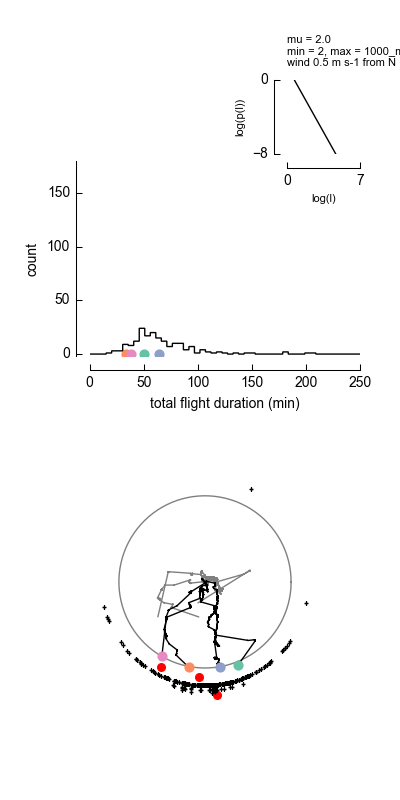 mu = 2.0
min = 2, max = 1000_m
wind 0.5 m s-1 from N
0
log(p(l))
−8
0 7
log(l)
150
100
count
50
0
0 50 100 150 200 250
total flight duration (min)